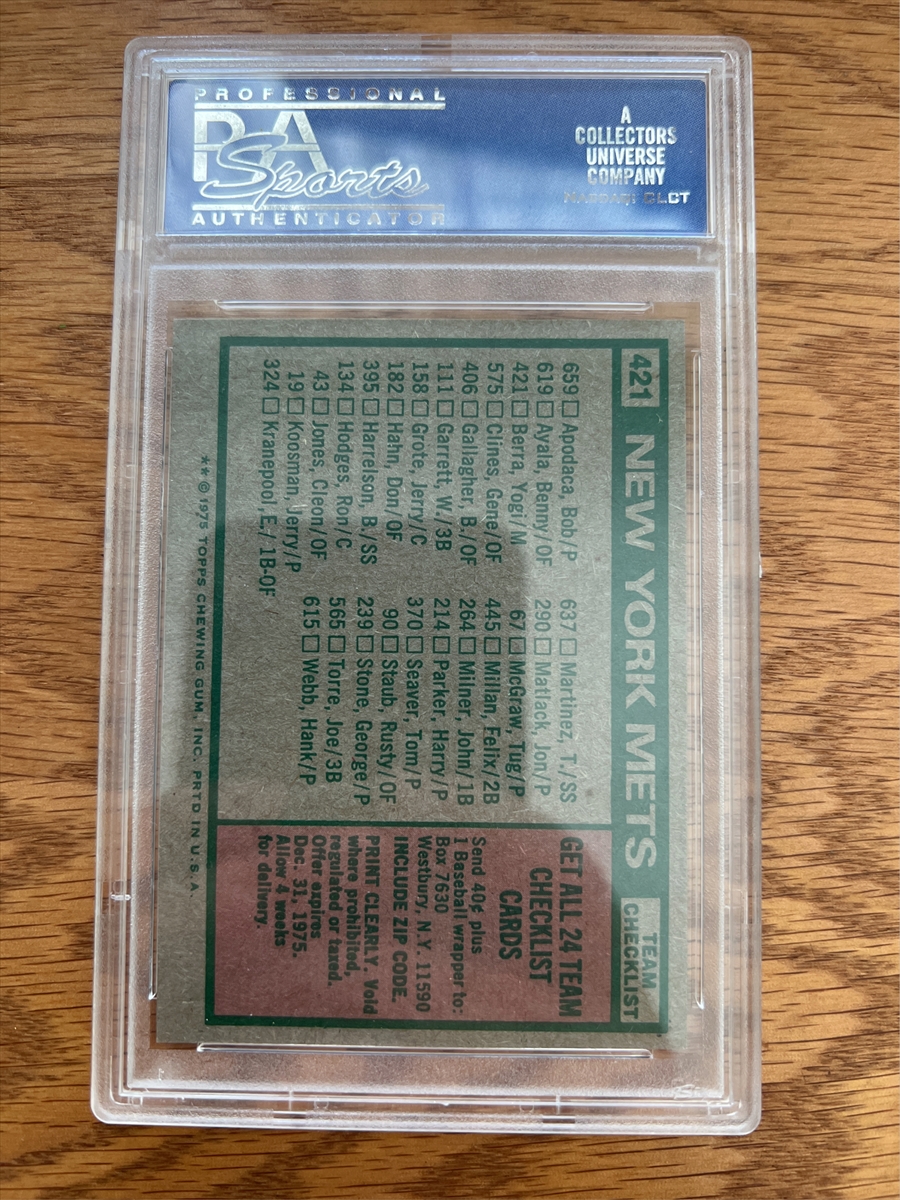 PROFESSIONAL
PSA
Sports
AUTHENTICATOR
A
COLLECTORS
UNIVERSE
COMPANY
421 NEW YORK METS TEAM CHECKLIST
659 Apodaca, Bob/P
619 Ayala, Benny/OF
421 Berra, Yogi/M
575 Clines, Gene/OF
406 Gallagher, B./OF
111 Garrett, W./3B
158 Grote, Jerry/C
182 Hahn, Don/OF
395 Harrelson, B./SS
134 Hodges, Ron/C
43 Jones, Cleon/OF
19 Koosman, Jerry/P
324 Kranepool, E./1B-OF
637 Martinez, T./SS
290 Matlack, Jon/P
67 McGraw, Tug/P
445 Millan, Felix/2B
264 Milner, John/1B
214 Parker, Harry/P
370 Seaver, Tom/P
90 Staub, Rusty/OF
239 Stone, George/P
565 Torre, Joe/3B
615 Webb, Hank/P
GET ALL 24 TEAM
CHECKLIST
CARDS
Send 40¢ plus
1 Baseball wrapper to:
Box 7630
Westbury, N.Y. 11590
INCLUDE ZIP CODE.
PRINT CLEARLY. Void
where prohibited,
regulated or taxed.
Offer expires
Dec. 31, 1975.
Allow 4 weeks
for delivery.
** © 1975 TOPPS CHEWING GUM, INC. PRTD IN U.S.A